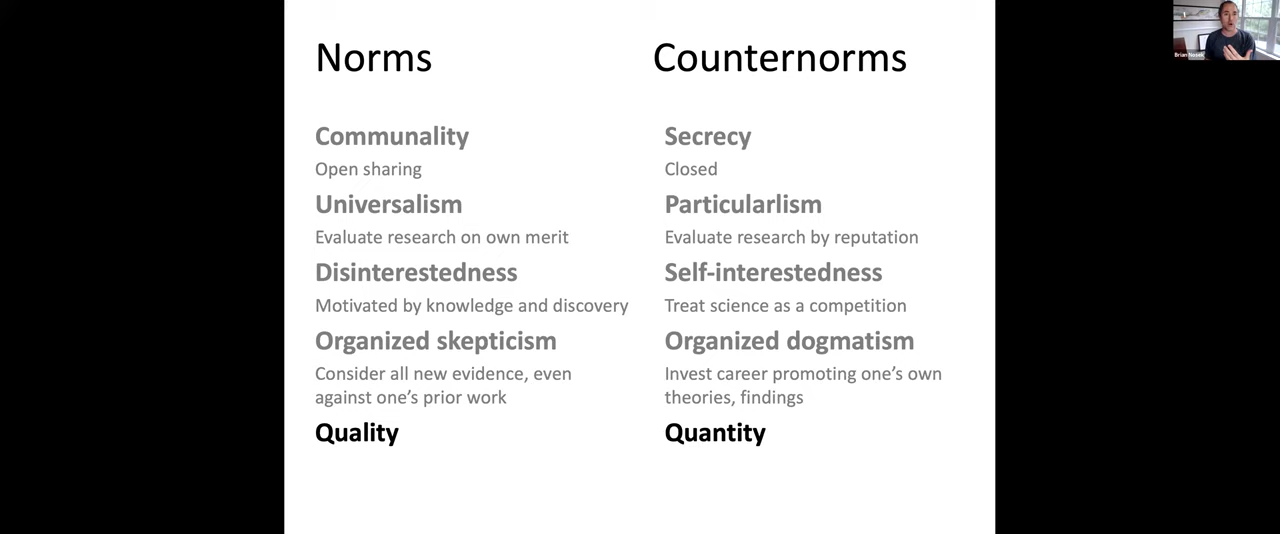 Norms
Counternorms
Communality
Open sharing
Universalism
Evaluate research on own merit
Disinterestedness
Motivated by knowledge and discovery
Organized skepticism
Consider all new evidence, even
against one's prior work
Quality
Secrecy
Closed
Particularlism
Evaluate research by reputation
Self-interestedness
Treat science as a competition
Organized dogmatism
Invest career promoting one's own
theories, findings
Quantity
Brian Nosek